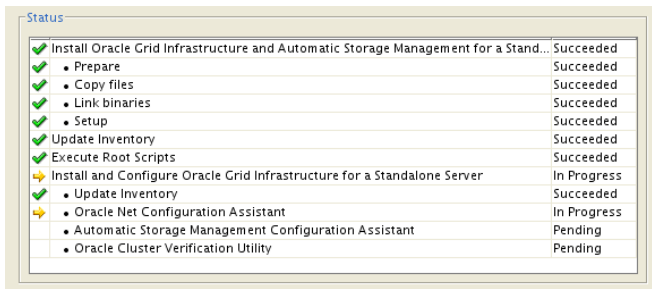 Status
Install Oracle Grid Infrastructure and Automatic Storage Management for a Stand... Succeeded
• Prepare Succeeded
• Copy files Succeeded
• Link binaries Succeeded
• Setup Succeeded
Update Inventory Succeeded
Execute Root Scripts Succeeded
Install and Configure Oracle Grid Infrastructure for a Standalone Server In Progress
• Update Inventory Succeeded
• Oracle Net Configuration Assistant In Progress
• Automatic Storage Management Configuration Assistant Pending
• Oracle Cluster Verification Utility Pending